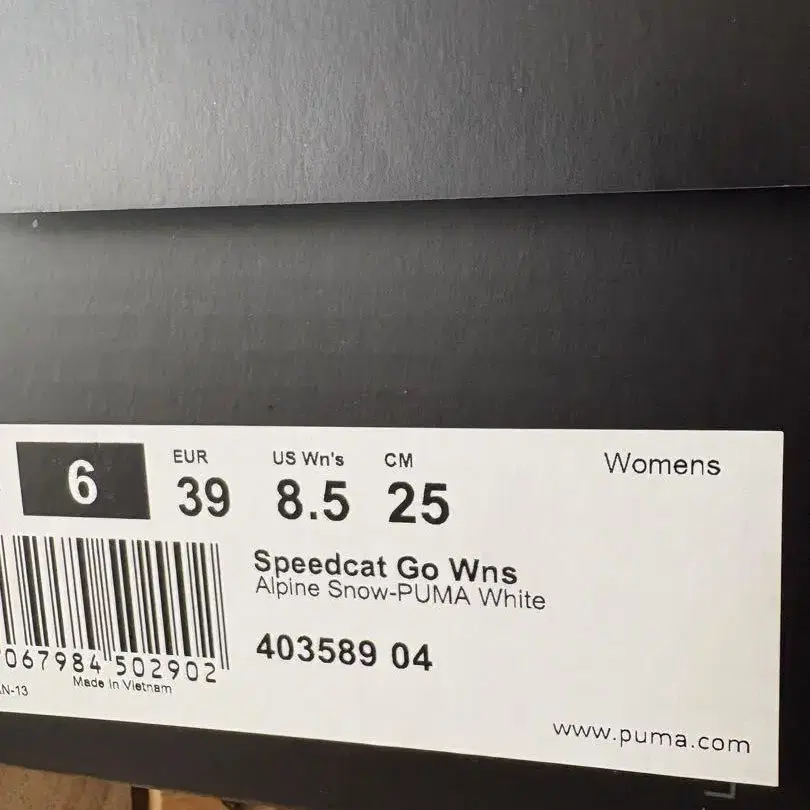 EUR US Wn's CM Womens
6 39 8.5 25
Speedcat Go Wns
Alpine Snow-PUMA White
403589 04
067984 502902
Made in Vietnam
www.puma.com